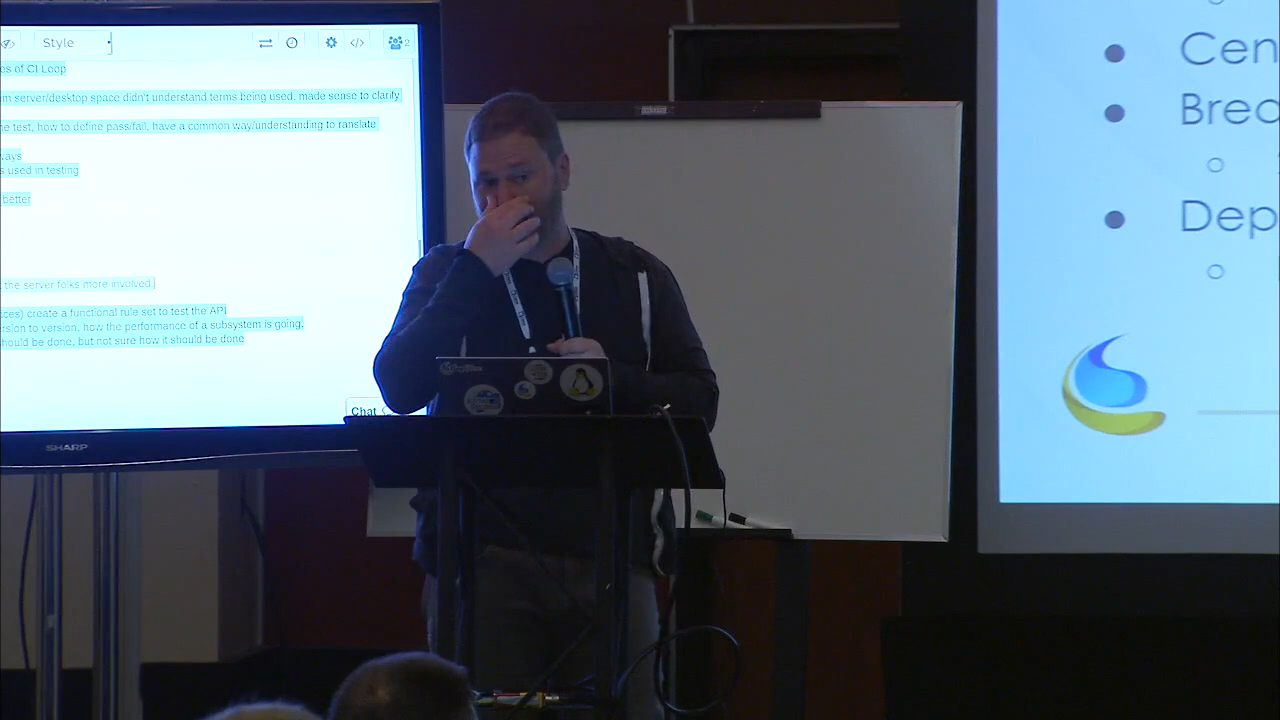 Style
2
es of CI Loop
m server/desktop space didn't understand terms being used. made sense to clarify
he test, how to define pass/fail, have a common way/understanding to ranslate
ways
s used in testing
better
the server folks more involved
ices) create a functional rule set to test the API
ersion to version, how the performance of a subsystem is going.
hould be done, but not sure how it should be done
Chat
SHARP
Cen
Brea
Dep